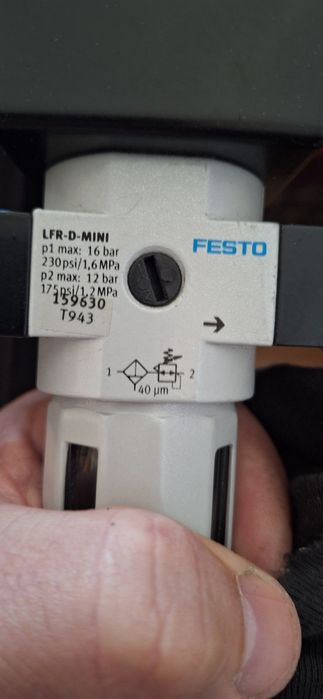 LFR-D-MINI
p1 max: 16 bar
230psi/1,6MPa
p2 max: 12 bar
175psi/1,2MPa
159630
T943
FESTO
1 2
40 µm